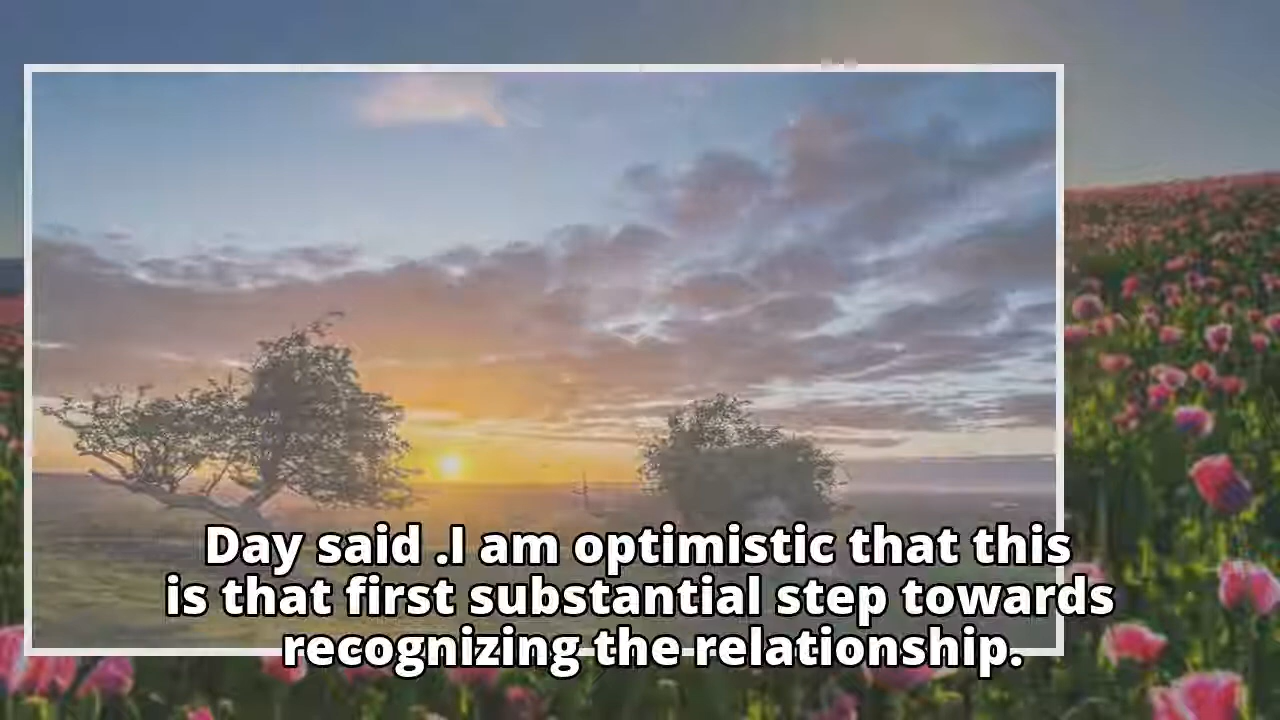 Day said .I am optimistic that this
is that first substantial step towards
recognizing the relationship.